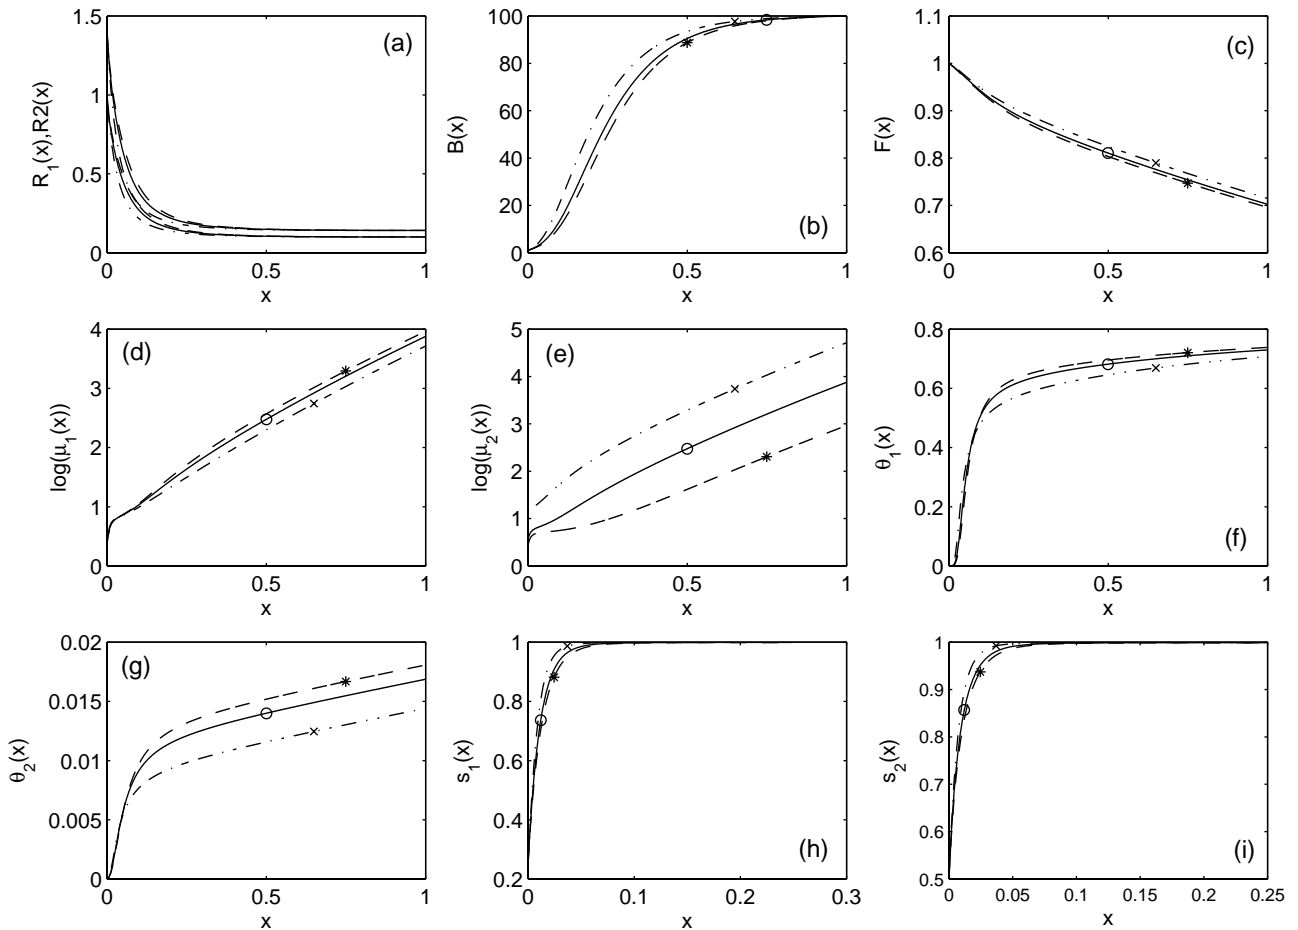 1.5
1
0.5
0
0
0.5
1
x
R₁(x),R2(x)
(a)
100
80
60
40
20
0
0
0.5
1
x
B(x)
(b)
1.1
1
0.9
0.8
0.7
0.6
0
0.5
1
x
F(x)
(c)
4
3
2
1
0
0
0.5
1
x
log(μ₁(x))
(d)
5
4
3
2
1
0
0
0.5
1
x
log(μ₂(x))
(e)
0.8
0.6
0.4
0.2
0
0
0.5
1
x
θ₁(x)
(f)
0.02
0.015
0.01
0.005
0
0
0.5
1
x
θ₂(x)
(g)
1
0.8
0.6
0.4
0.2
0
0.1
0.2
0.3
x
s₁(x)
(h)
1
0.9
0.8
0.7
0.6
0.5
0
0.05
0.1
0.15
0.2
0.25
x
s₂(x)
(i)